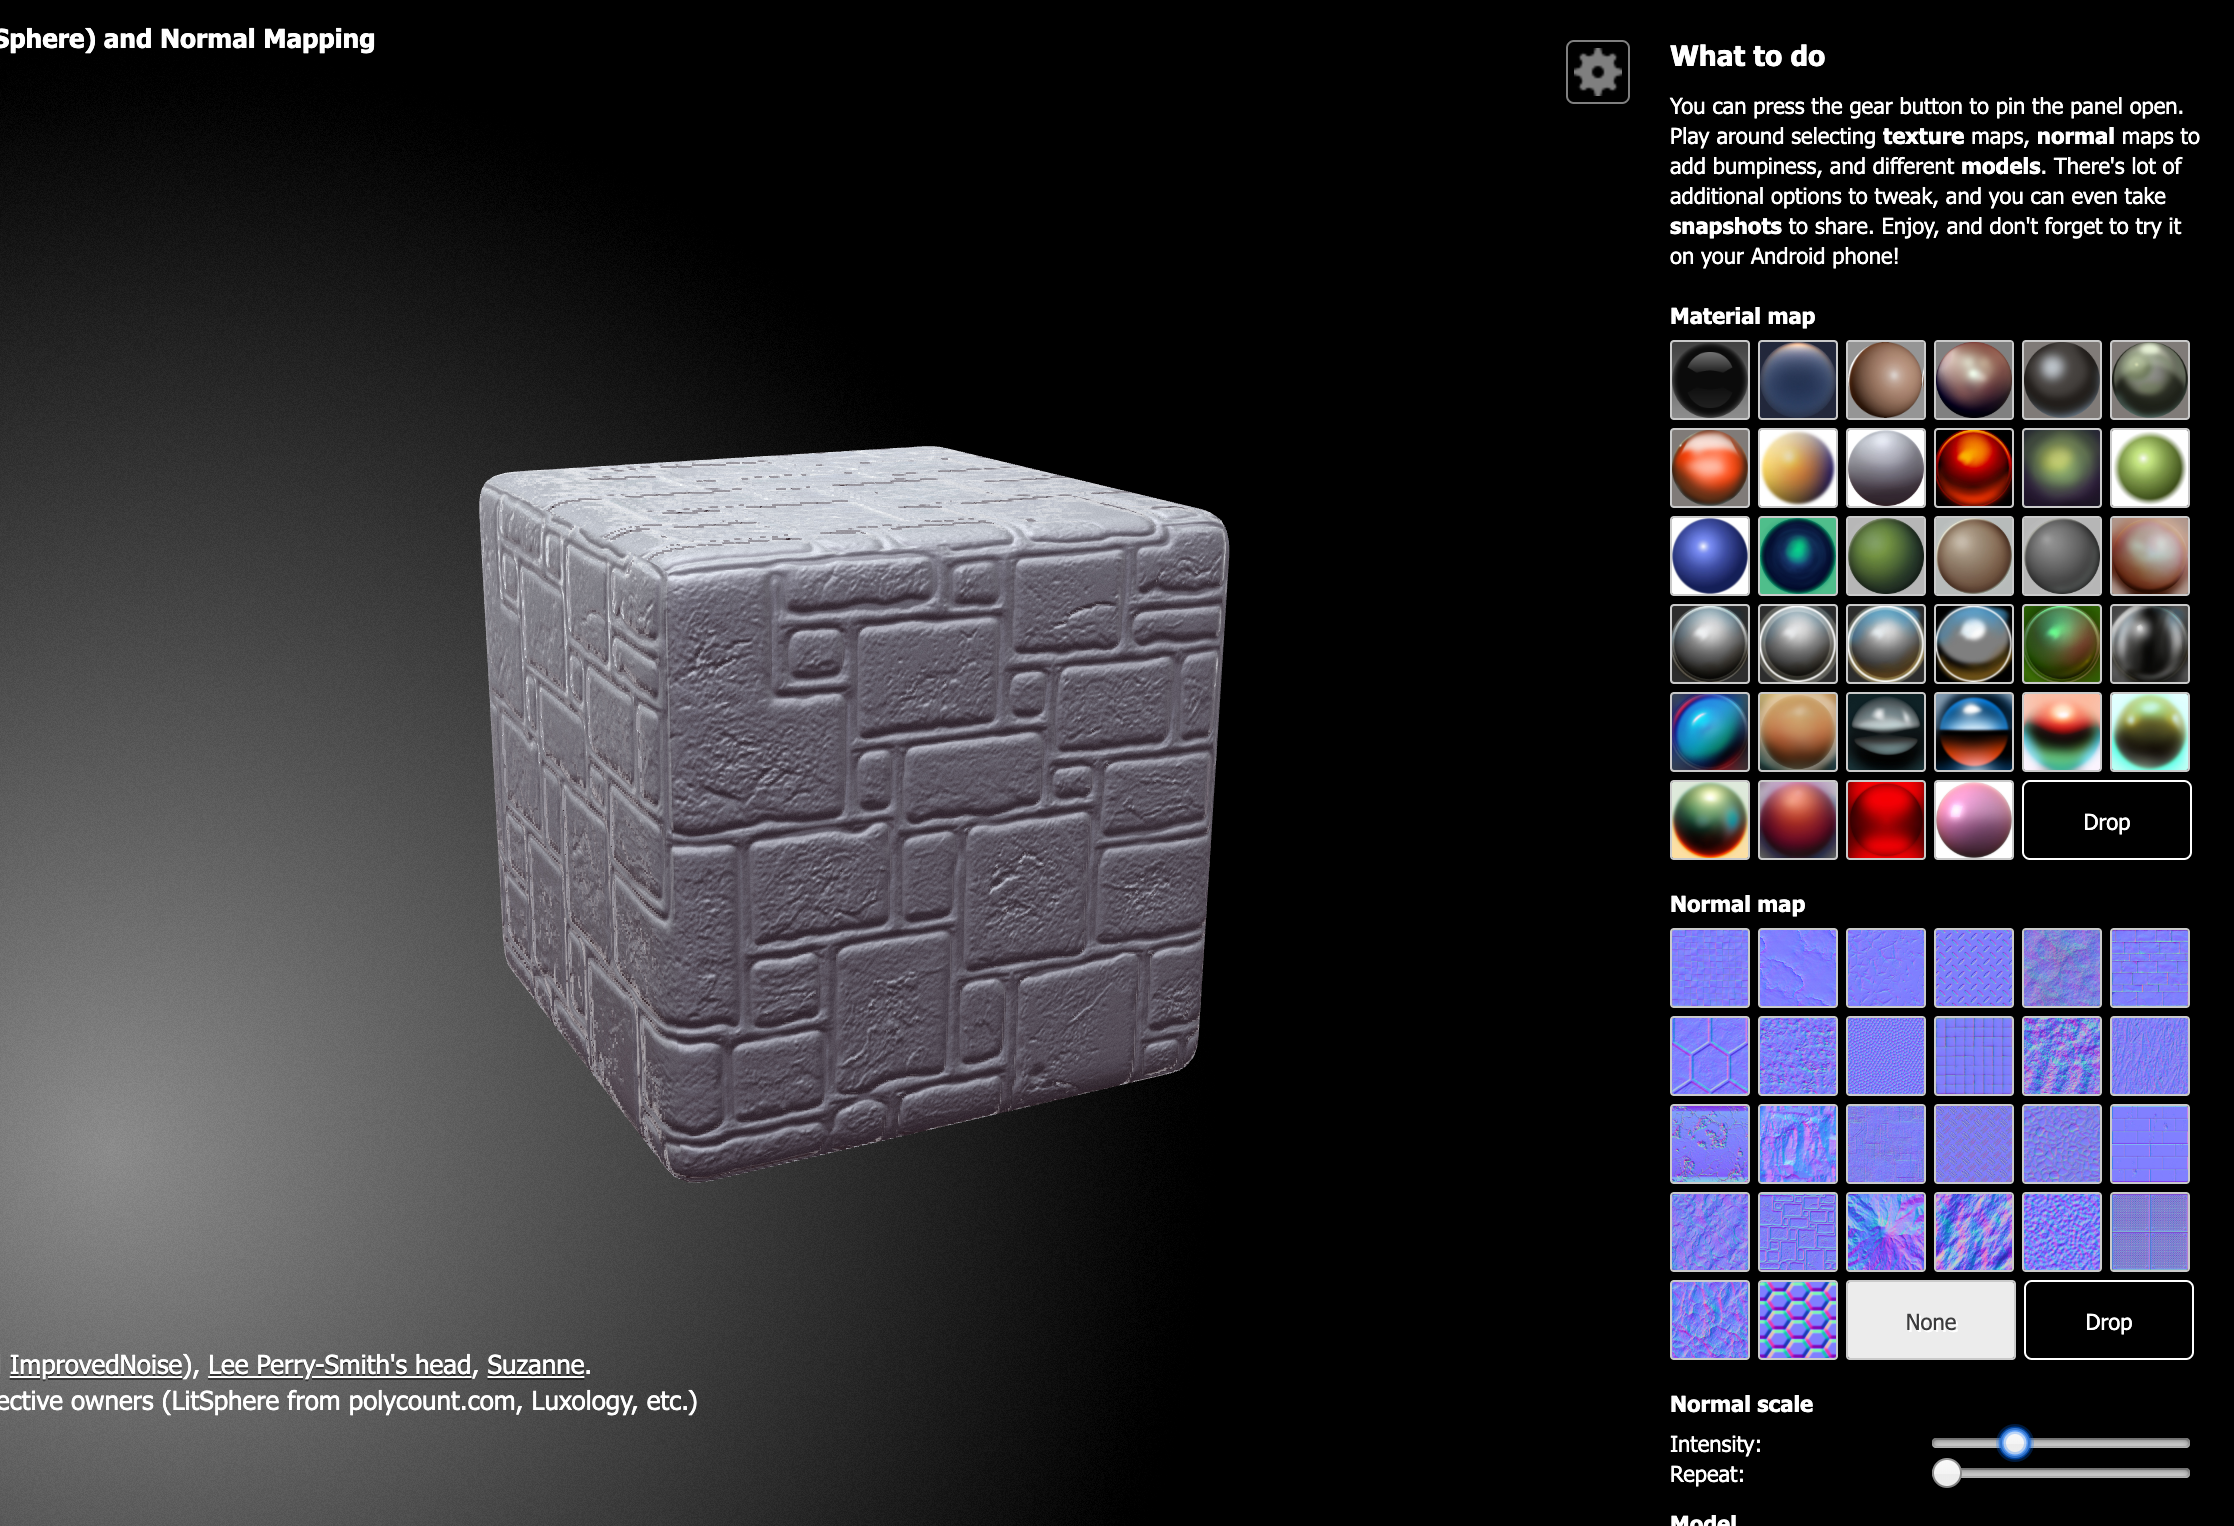 Sphere) and Normal Mapping
What to do
You can press the gear button to pin the panel open.
Play around selecting texture maps, normal maps to
add bumpiness, and different models. There's lot of
additional options to tweak, and you can even take
snapshots to share. Enjoy, and don't forget to try it
on your Android phone!
Material map
Drop
Normal map
None
Drop
ImprovedNoise), Lee Perry-Smith's head, Suzanne.
ective owners (LitSphere from polycount.com, Luxology, etc.)
Normal scale
Intensity:
Repeat:
Model